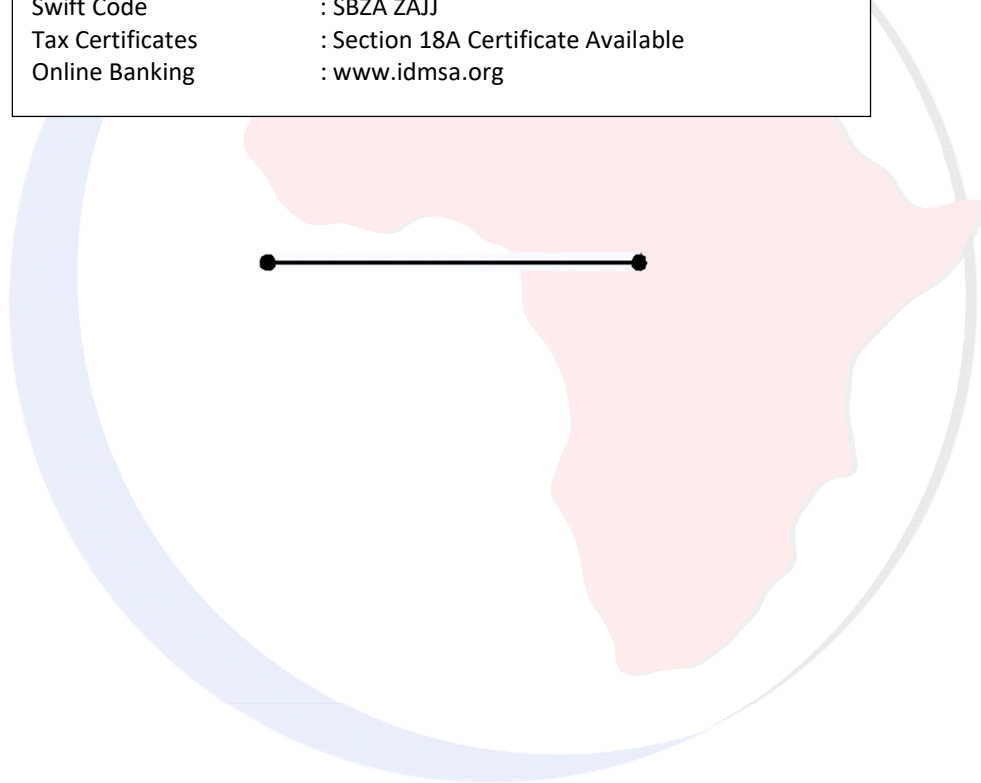 Swift Code : SBZA ZAJJ
Tax Certificates : Section 18A Certificate Available
Online Banking : www.idmsa.org